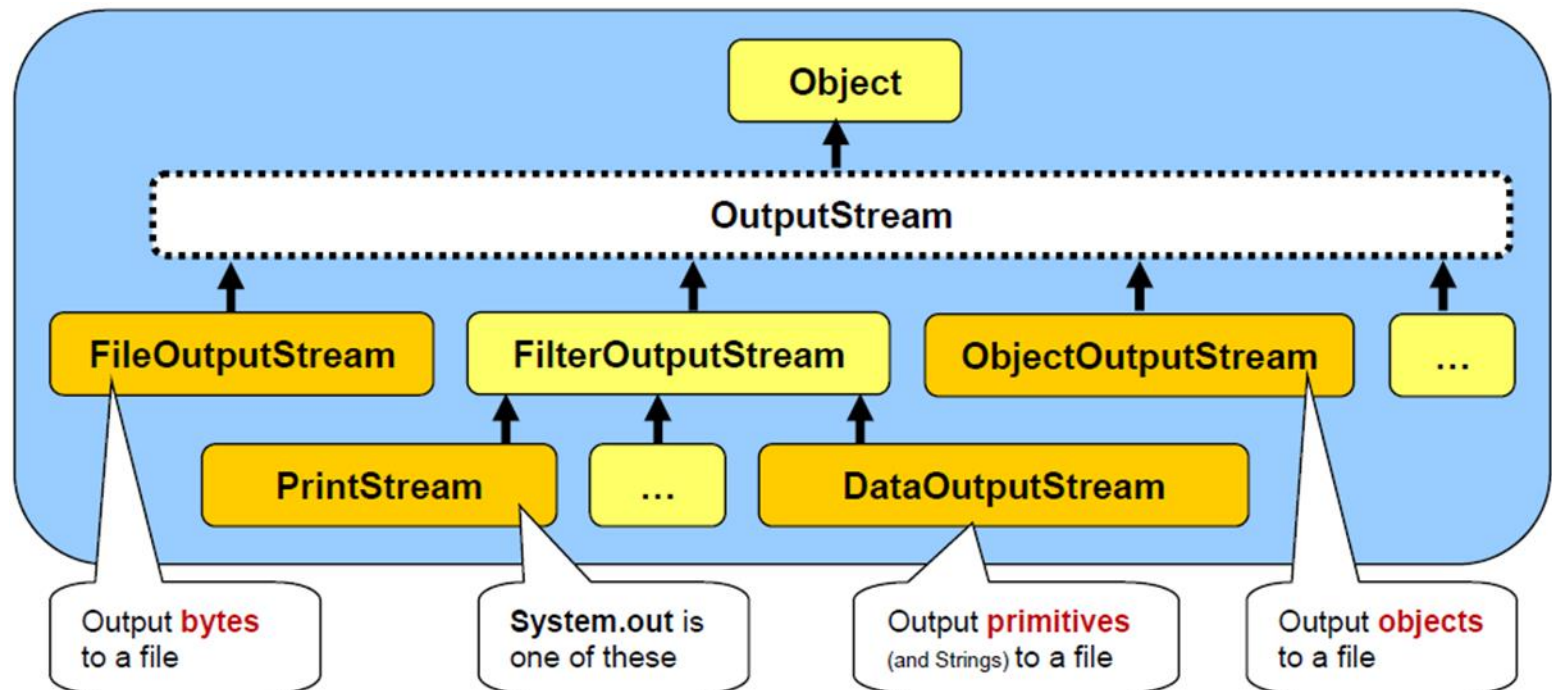 Object
OutputStream
FileOutputStream
FilterOutputStream
ObjectOutputStream
...
PrintStream
...
DataOutputStream
Output bytes
to a file
System.out is
one of these
Output primitives
(and Strings) to a file
Output objects
to a file